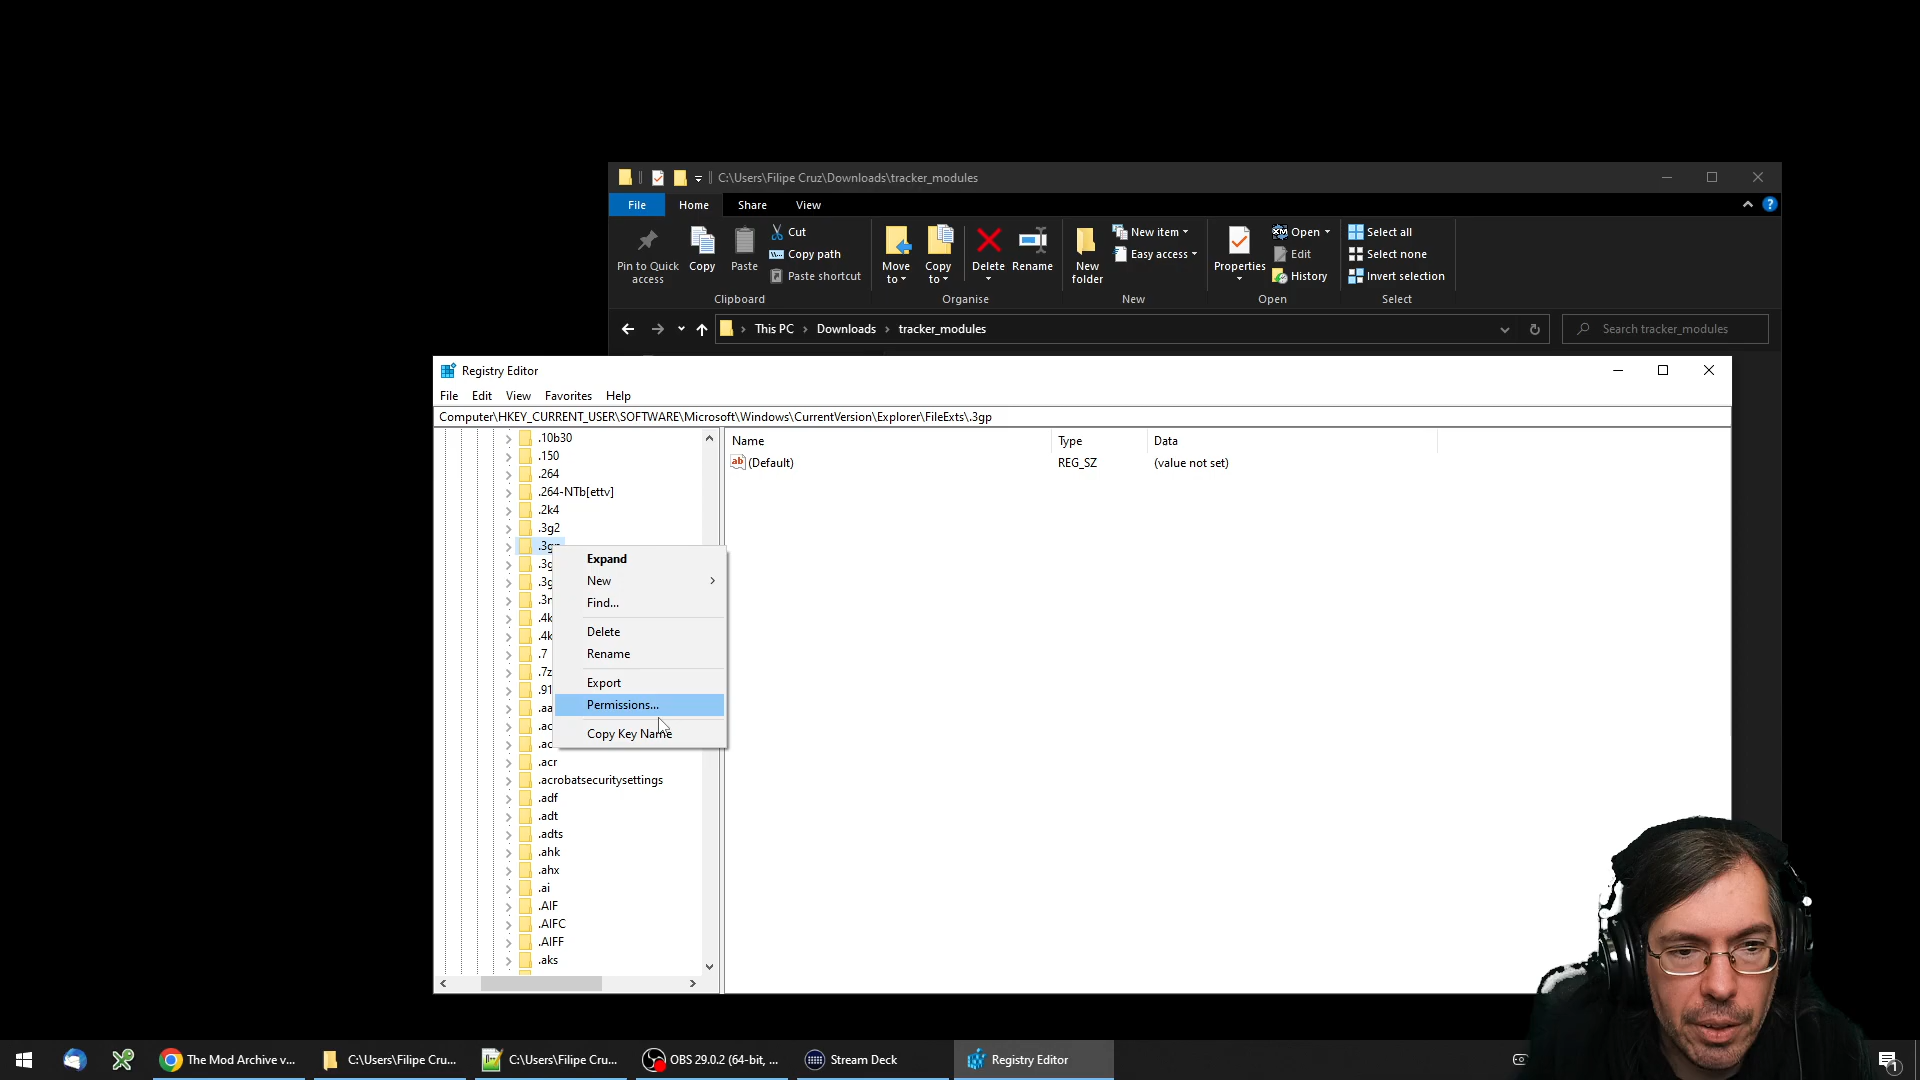 C:\Users\Filipe Cruz\Downloads\tracker_modules
File Home Share View
Pin to Quick access
Copy
Paste
Cut
Copy path
Paste shortcut
Clipboard
Move to
Copy to
Delete
Rename
Organise
New folder
New item
Easy access
New
Properties
Open
Edit
History
Open
Select all
Select none
Invert selection
Select
This PC > Downloads > tracker_modules
Search tracker_modules
Registry Editor
File Edit View Favorites Help
Computer\HKEY_CURRENT_USER\SOFTWARE\Microsoft\Windows\CurrentVersion\Explorer\FileExts\.3gp
.10b30
.150
.264
.264-NTb[ettv]
.2k4
.3g2
.7
.acr
.acrobatsecuritysettings
.adf
.adt
.adts
.ahk
.ahx
.ai
.AIF
.AIFC
.AIFF
.aks
Name Type Data
(Default) REG_SZ (value not set)
Expand
New
Find...
Delete
Rename
Export
Permissions...
Copy Key Name
The Mod Archive v...
C:\Users\Filipe Cru...
C:\Users\Filipe Cru...
OBS 29.0.2 (64-bit, ...
Stream Deck
Registry Editor
1